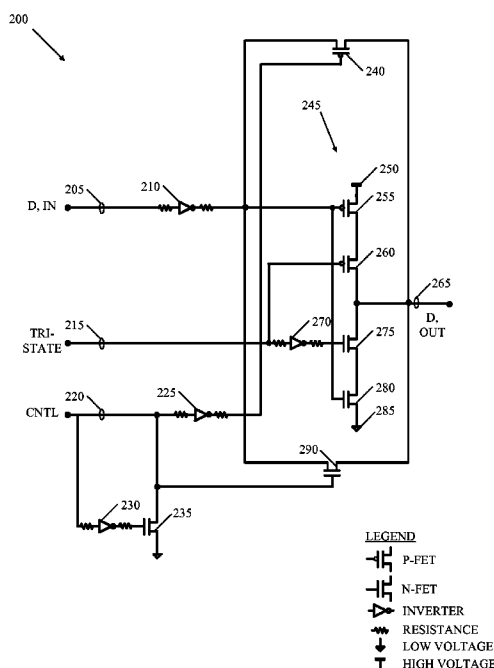 200
240
245
250
D, IN
205
210
255
260
265
TRI-
STATE
215
270
275
D,
OUT
CNTL
220
225
280
285
290
230
235
LEGEND
P-FET
N-FET
INVERTER
RESISTANCE
LOW VOLTAGE
HIGH VOLTAGE